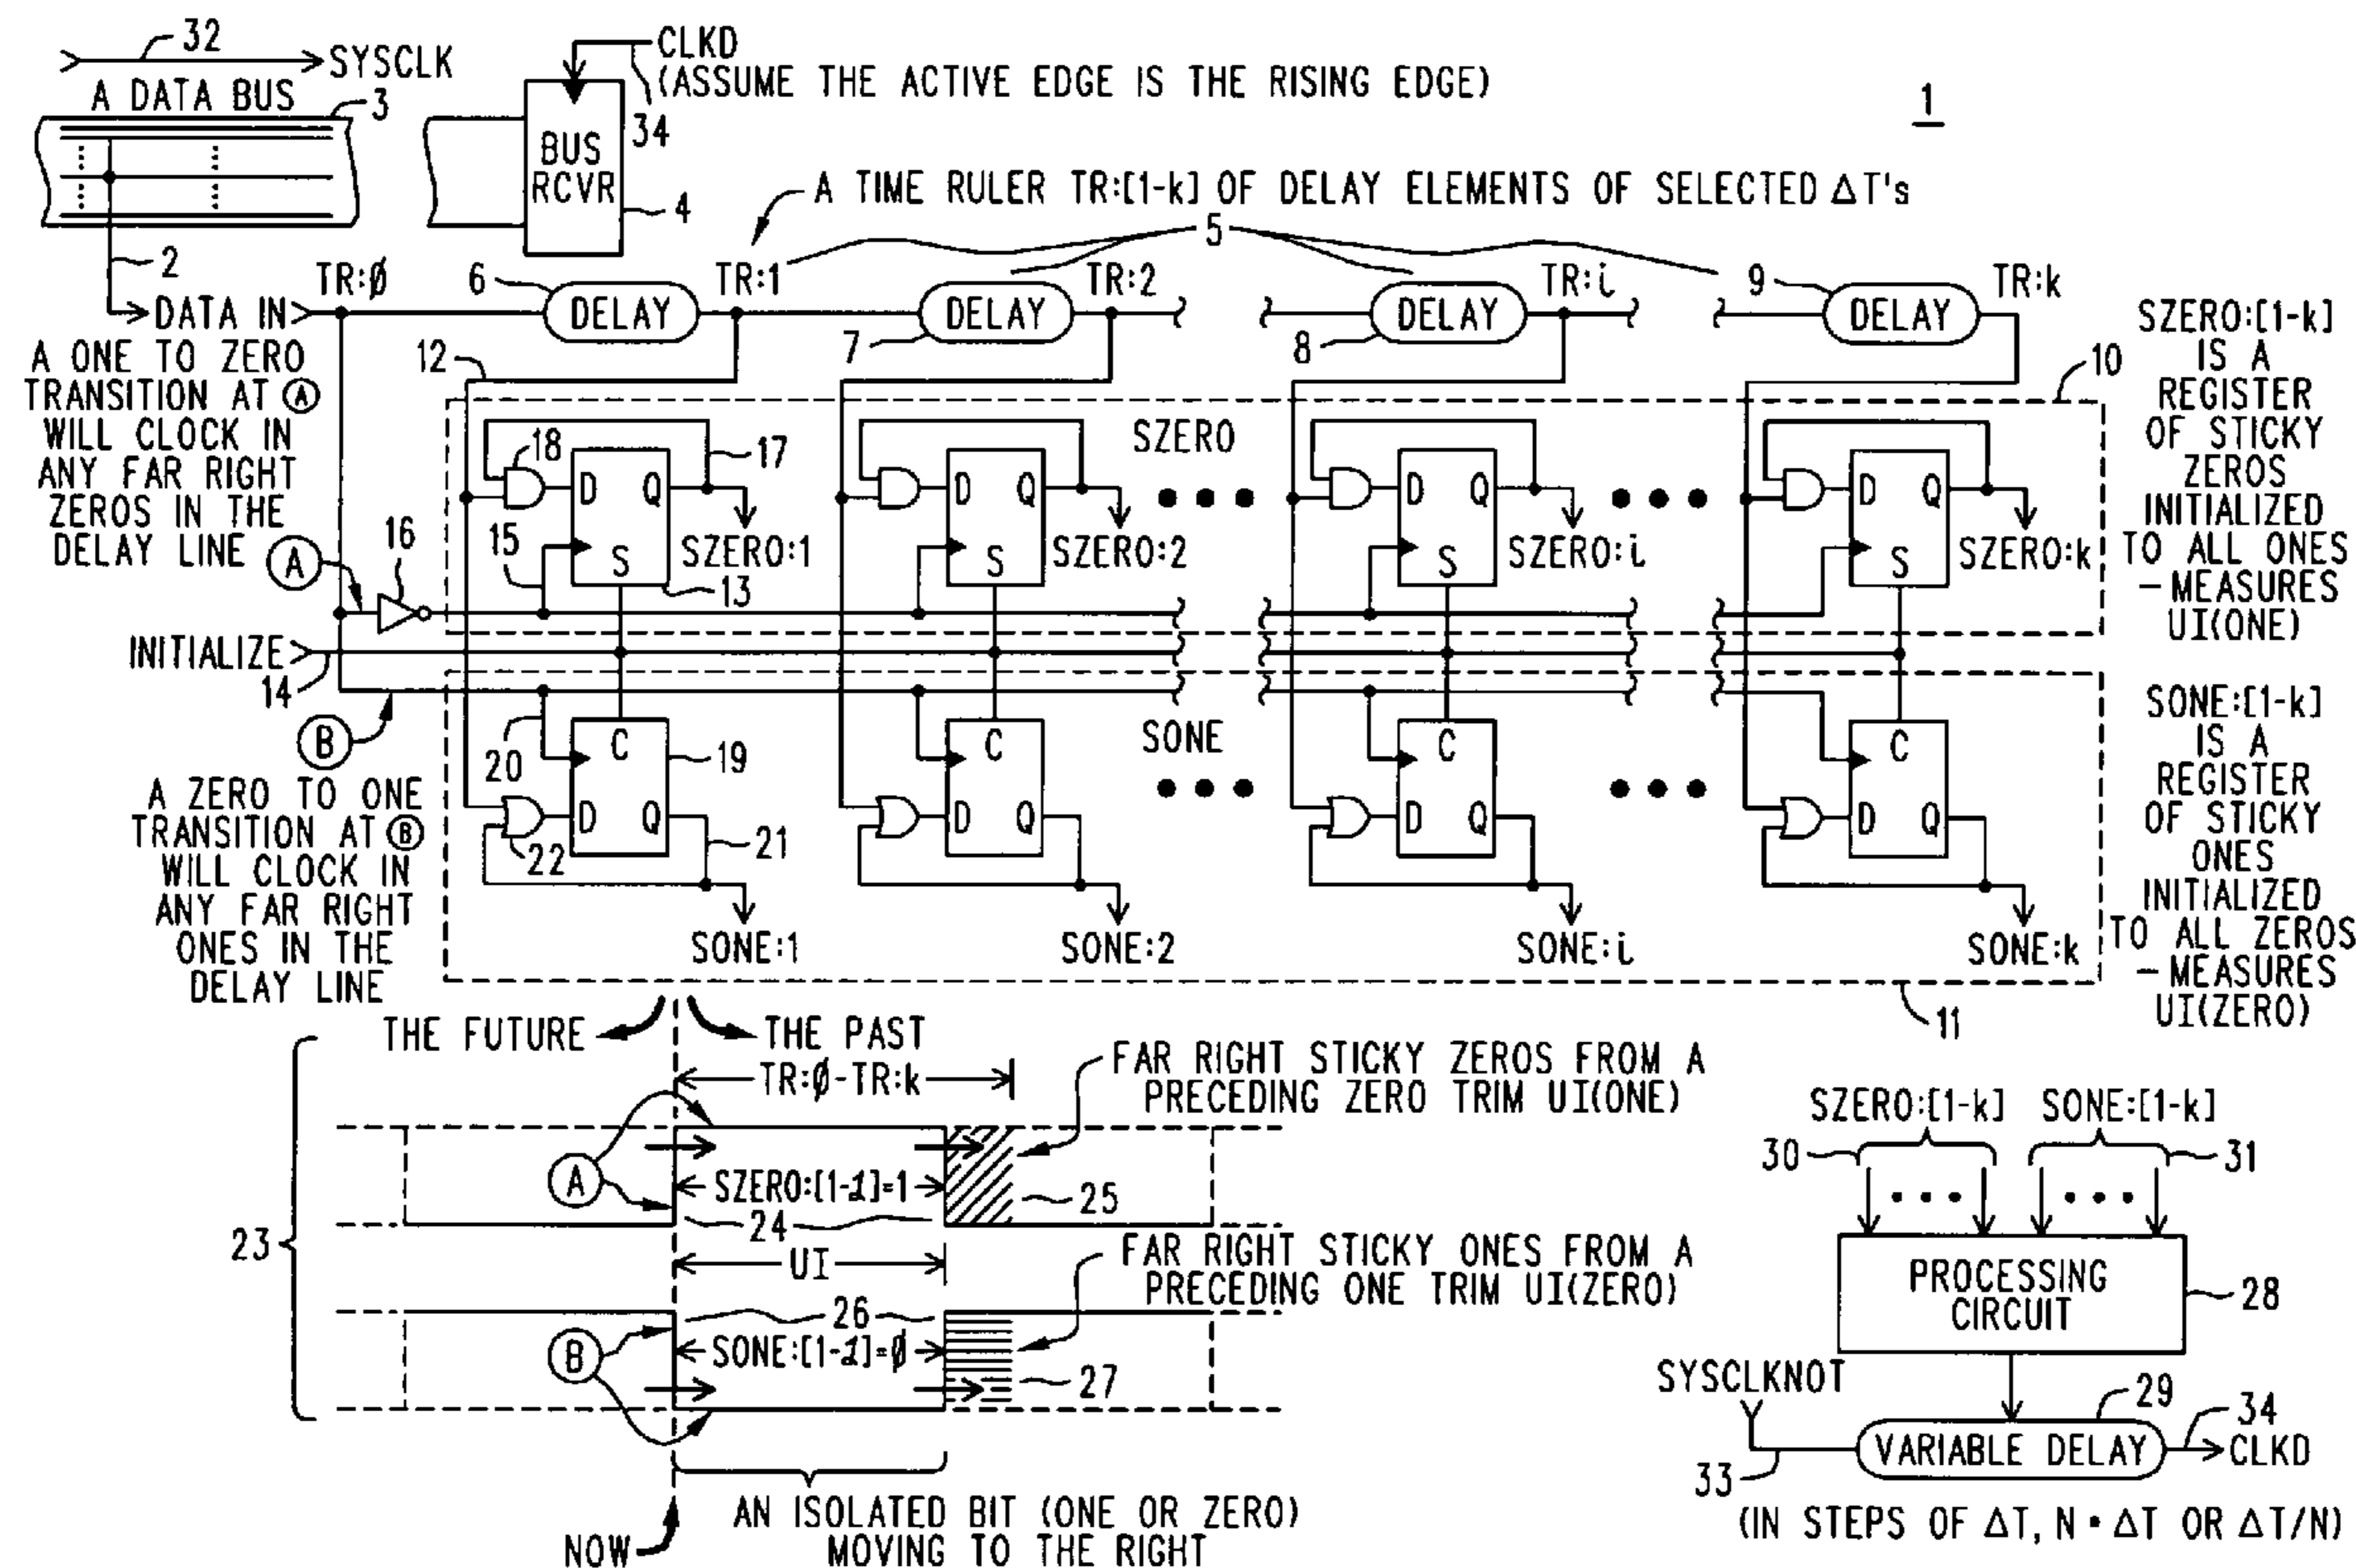 32
SYSCLK
A DATA BUS
3
CLKD
(ASSUME THE ACTIVE EDGE IS THE RISING EDGE)
34
BUS
RCVR
4
1
A TIME RULER TR:[1-k] OF DELAY ELEMENTS OF SELECTED ΔT's
5
2
TR:Ø
6
TR:1
TR:2
TR:i
9
TR:k
DATA IN
DELAY
DELAY
DELAY
DELAY
7
8
12
10
A ONE TO ZERO
TRANSITION AT Ⓐ
WILL CLOCK IN
ANY FAR RIGHT
ZEROS IN THE
DELAY LINE
A
SZERO:[1-k]
IS A
REGISTER
OF STICKY
ZEROS
INITIALIZED
TO ALL ONES
-MEASURES
UI(ONE)
18
17
SZERO
D Q
D Q
D Q
D Q
16
15
S
S
S
S
SZERO:1
SZERO:2
SZERO:i
SZERO:k
13
INITIALIZE
14
B
A ZERO TO ONE
TRANSITION AT Ⓑ
WILL CLOCK IN
ANY FAR RIGHT
ONES IN THE
DELAY LINE
20
C
C
C
C
19
SONE
D Q
D Q
D Q
D Q
22
21
SONE:1
SONE:2
SONE:i
SONE:k
SONE:[1-k]
IS A
REGISTER
OF STICKY
ONES
INITIALIZED
TO ALL ZEROS
-MEASURES
UI(ZERO)
11
THE FUTURE
THE PAST
TR:Ø-TR:k
FAR RIGHT STICKY ZEROS FROM A
PRECEDING ZERO TRIM UI(ONE)
A
SZERO:[1-1]=1
25
24
23
UI
FAR RIGHT STICKY ONES FROM A
PRECEDING ONE TRIM UI(ZERO)
26
B
SONE:[1-1]=Ø
27
AN ISOLATED BIT (ONE OR ZERO)
MOVING TO THE RIGHT
NOW
SZERO:[1-k] SONE:[1-k]
30
31
PROCESSING
CIRCUIT
28
SYSCLKNOT
29
34
VARIABLE DELAY
CLKD
33
(IN STEPS OF ΔT, N•ΔT OR ΔT/N)